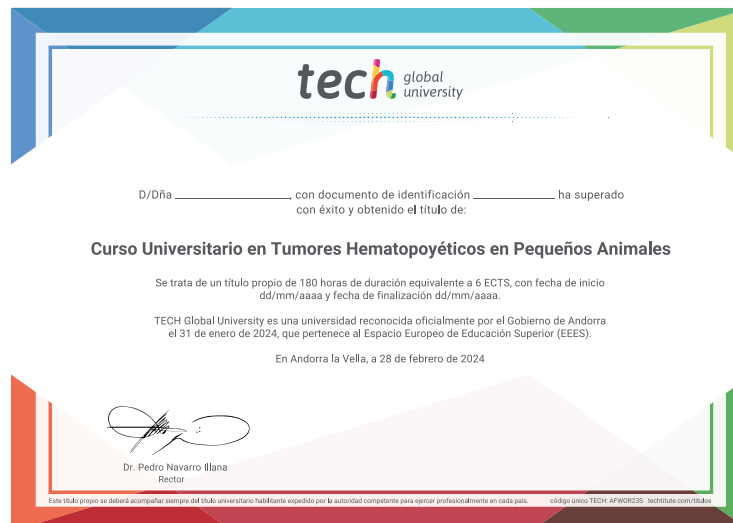 tech global university
D/Dña ______________, con documento de identificación ______________ ha superado
con éxito y obtenido el título de:
Curso Universitario en Tumores Hematopoyéticos en Pequeños Animales
Se trata de un título propio de 180 horas de duración equivalente a 6 ECTS, con fecha de inicio
dd/mm/aaaa y fecha de finalización dd/mm/aaaa.
TECH Global University es una universidad reconocida oficialmente por el Gobierno de Andorra
el 31 de enero de 2024, que pertenece al Espacio Europeo de Educación Superior (EEES).
En Andorra la Vella, a 28 de febrero de 2024
Dr. Pedro Navarro Illana
Rector
Este título propio se deberá acompañar siempre del título universitario habilitante expedido por la autoridad competente para ejercer profesionalmente en cada país. código único TECH: AFWOR23S techtitute.com/titulos